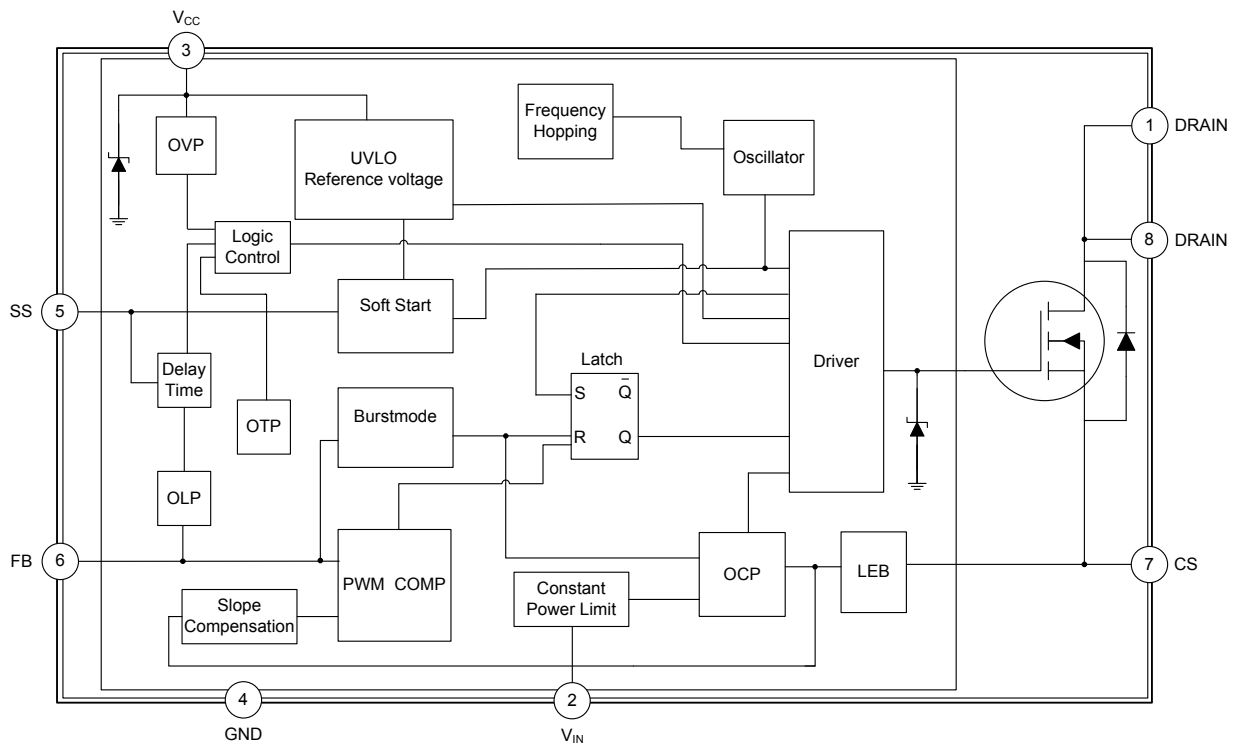 V_CC
3
Frequency
Hopping
1
DRAIN
OVP
UVLO
Reference voltage
Oscillator
Logic
Control
8
DRAIN
SS
5
Soft Start
Latch
Driver
Delay
Time
S
Q̄
OTP
Burstmode
R
Q
OLP
FB
6
PWM COMP
OCP
LEB
7
CS
Slope
Compensation
Constant
Power Limit
4
GND
2
V_IN